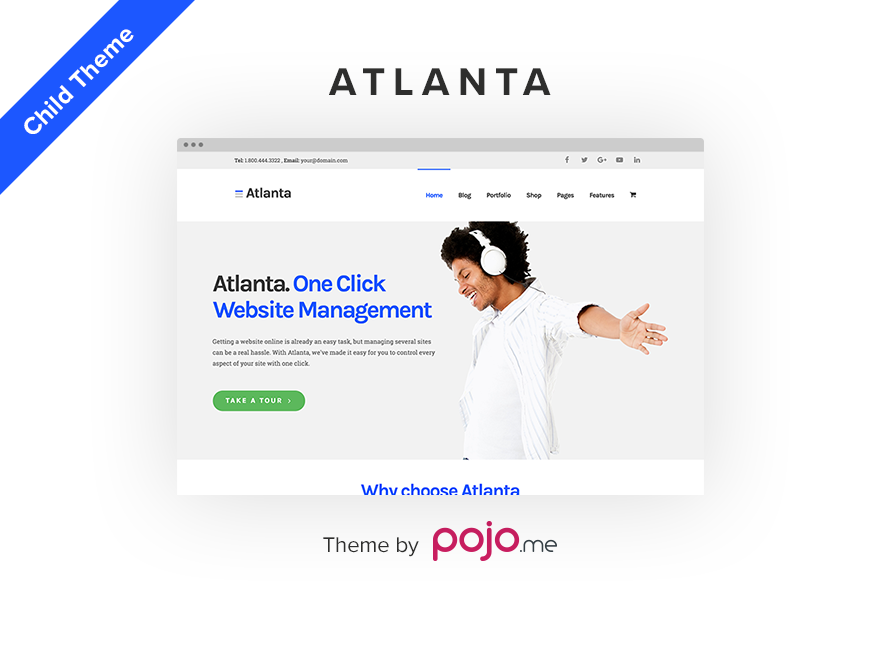 Child Theme
ATLANTA
Tel: 1.800.444.3322 , Email: your@domain.com
Atlanta
Home Blog Portfolio Shop Pages Features
Atlanta. One Click
Website Management
Getting a website online is already an easy task, but managing several sites
can be a real hassle. With Atlanta, we've made it easy for you to control every
aspect of your site with one click.
TAKE A TOUR >
Why choose Atlanta
Theme by pojo.me